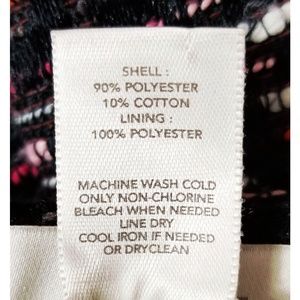 SHELL :
90% POLYESTER
10% COTTON
LINING :
100% POLYESTER
MACHINE WASH COLD
ONLY NON-CHLORINE
BLEACH WHEN NEEDED
LINE DRY
COOL IRON IF NEEDED
OR DRYCLEAN